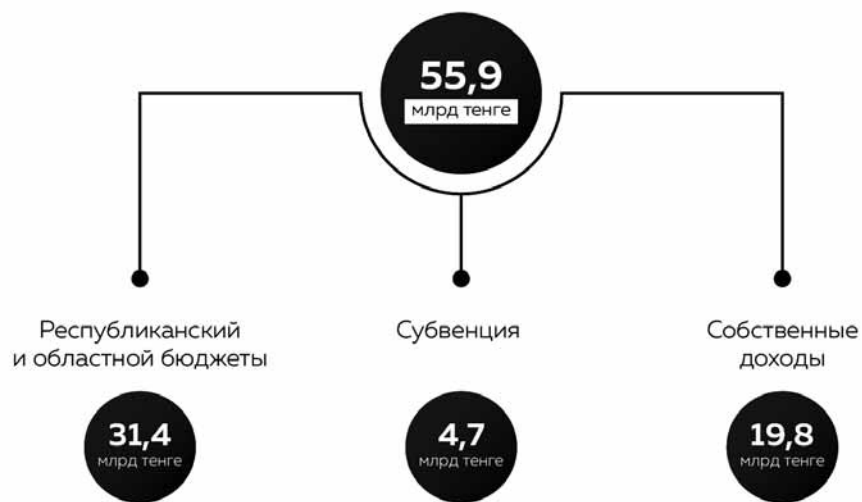 55,9
млрд тенге
Республиканский
и областной бюджеты
31,4
млрд тенге
Субвенция
4,7
млрд тенге
Собственные
доходы
19,8
млрд тенге